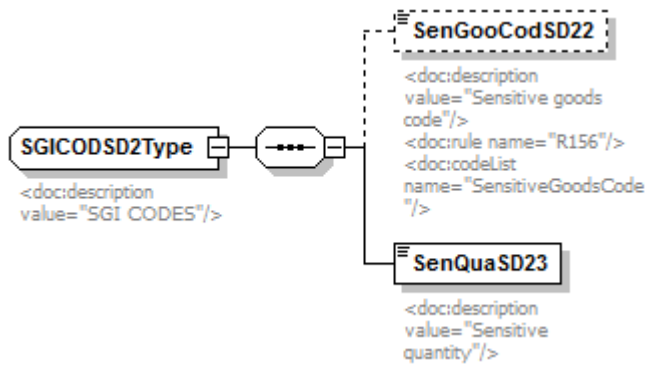 SenGooCodSD22
<doc:description
value="Sensitive goods
code"/>
<doc:rule name="R156"/>
<doc:codeList
name="SensitiveGoodsCode
"/>
SGICODSD2Type
<doc:description
value="SGI CODES"/>
SenQuaSD23
<doc:description
value="Sensitive
quantity"/>